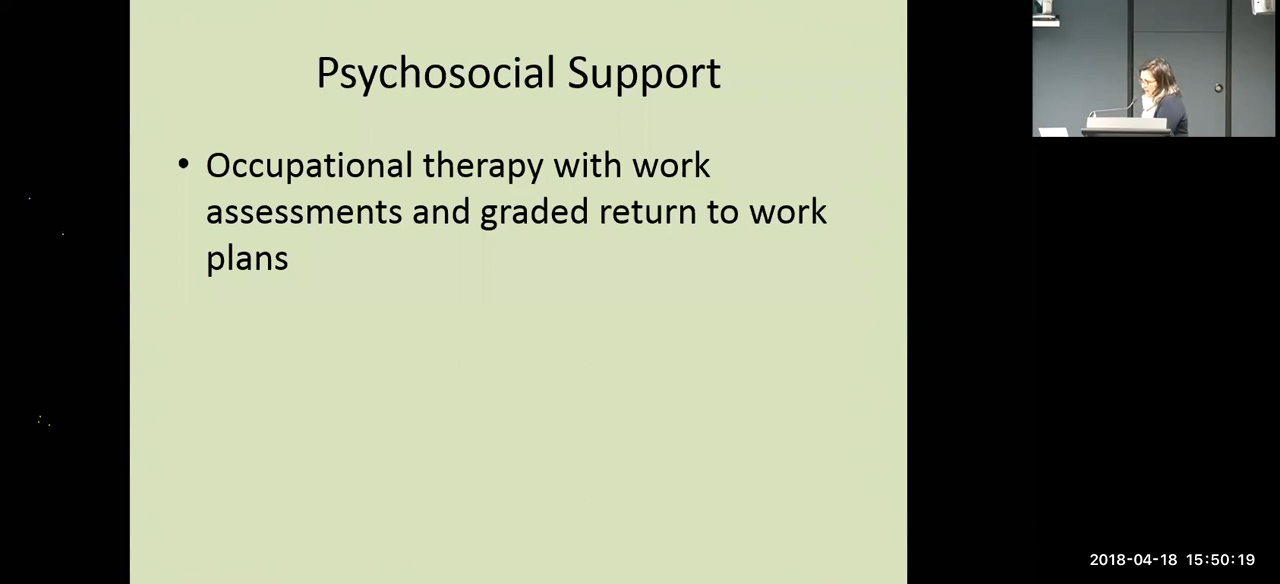 Psychosocial Support
• Occupational therapy with work
assessments and graded return to work
plans
2018-04-18 15:50:19